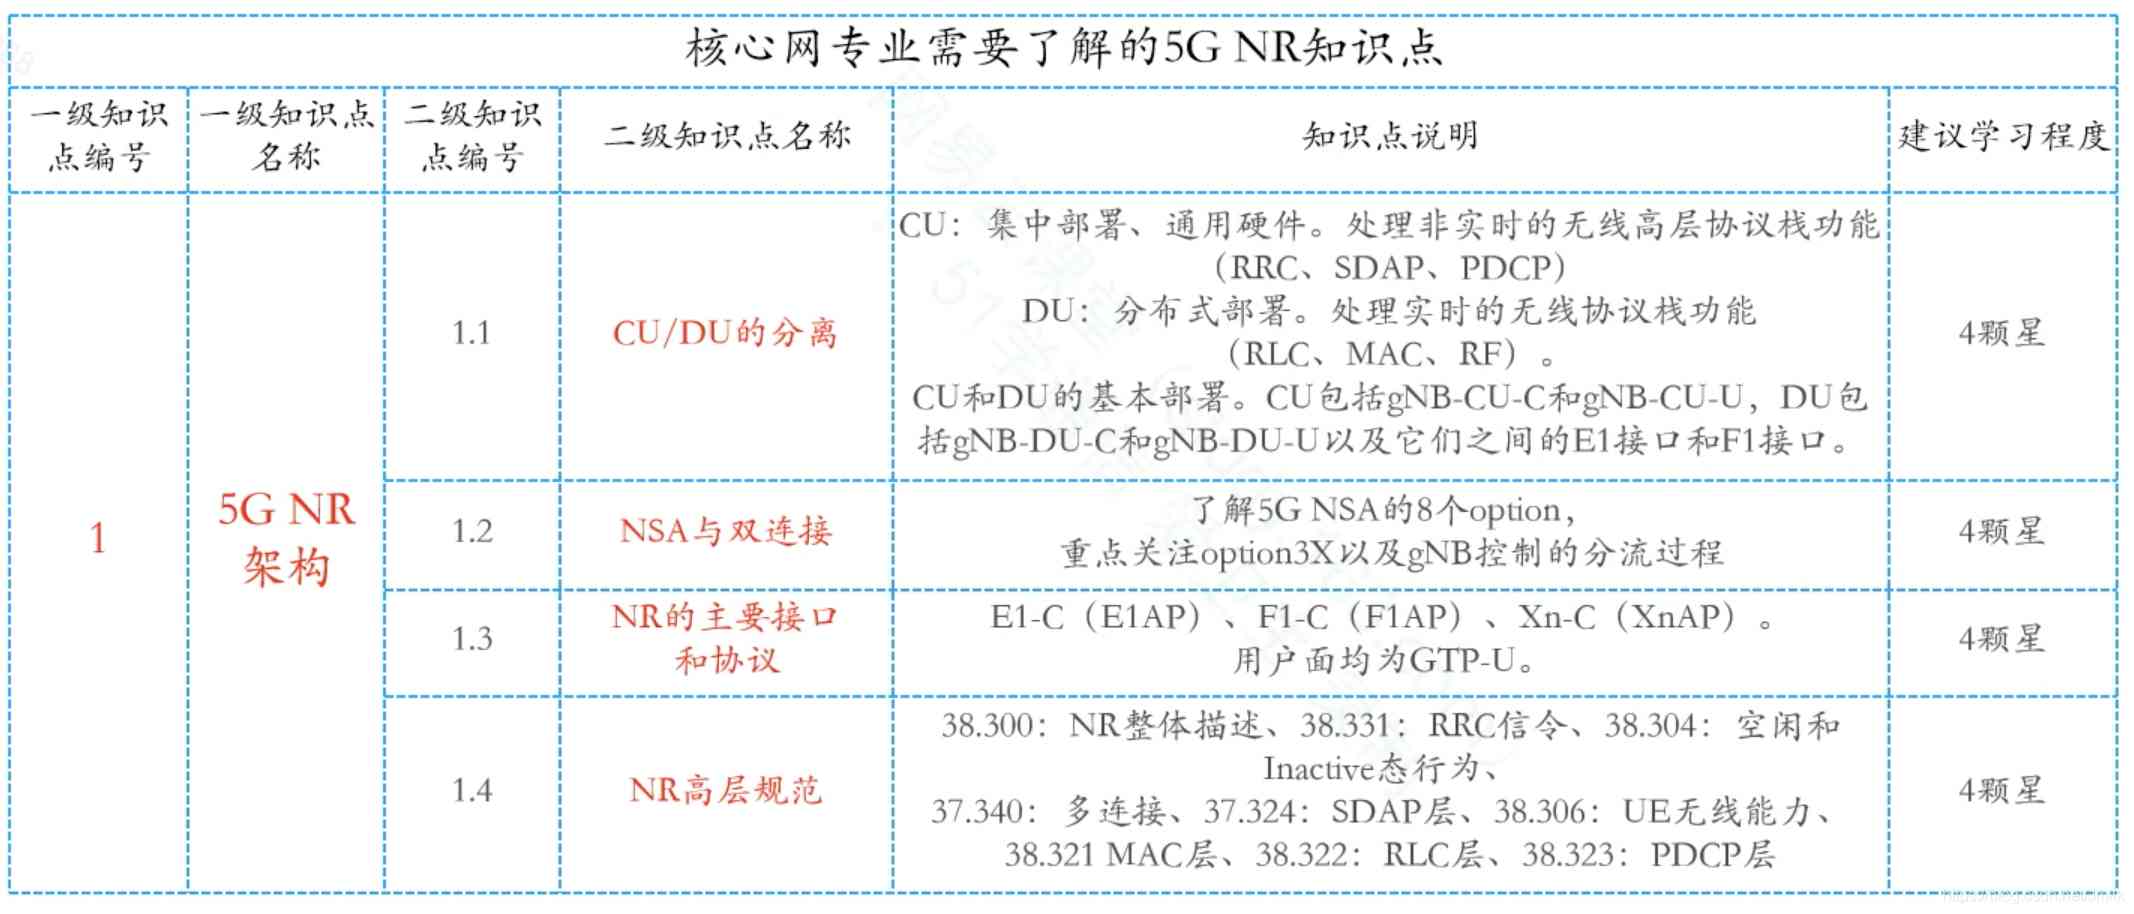 核心网专业需要了解的5G NR知识点
一级知识
点编号
一级知识点
名称
二级知识
点编号
二级知识点名称
知识点说明
建议学习程度
1
5G NR
架构
1.1
CU/DU的分离
CU：集中部署、通用硬件。处理非实时的无线高层协议栈功能
（RRC、SDAP、PDCP）
DU：分布式部署。处理实时的无线协议栈功能
（RLC、MAC、RF）。
CU和DU的基本部署。CU包括gNB-CU-C和gNB-CU-U，DU包
括gNB-DU-C和gNB-DU-U以及它们之间的E1接口和F1接口。
4颗星
1.2
NSA与双连接
了解5G NSA的8个option，
重点关注option3X以及gNB控制的分流过程
4颗星
1.3
NR的主要接口
和协议
E1-C（E1AP）、F1-C（F1AP）、Xn-C（XnAP）。
用户面均为GTP-U。
4颗星
1.4
NR高层规范
38.300：NR整体描述、38.331：RRC信令、38.304：空闲和
Inactive态行为、
37.340：多连接、37.324：SDAP层、38.306：UE无线能力、
38.321 MAC层、38.322：RLC层、38.323：PDCP层
4颗星